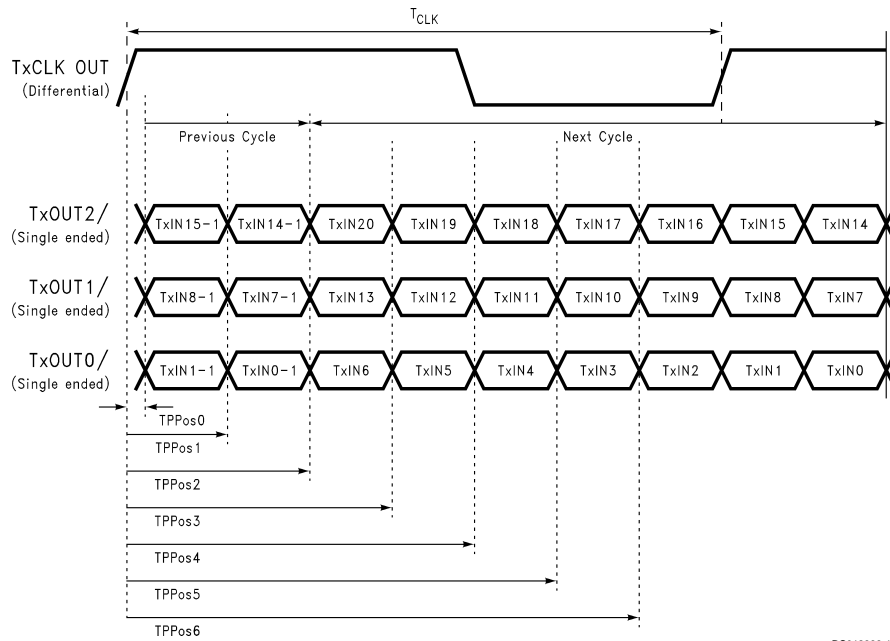 TCLK
TxCLK OUT
(Differential)
Previous Cycle
Next Cycle
TxOUT2/
(Single ended)
TxIN15-1 TxIN14-1 TxIN20 TxIN19 TxIN18 TxIN17 TxIN16 TxIN15 TxIN14
TxOUT1/
(Single ended)
TxIN8-1 TxIN7-1 TxIN13 TxIN12 TxIN11 TxIN10 TxIN9 TxIN8 TxIN7
TxOUT0/
(Single ended)
TxIN1-1 TxIN0-1 TxIN6 TxIN5 TxIN4 TxIN3 TxIN2 TxIN1 TxIN0
TPPos0
TPPos1
TPPos2
TPPos3
TPPos4
TPPos5
TPPos6